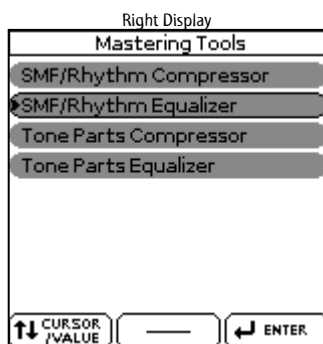 Right Display
Mastering Tools
SMF/Rhythm Compressor
SMF/Rhythm Equalizer
Tone Parts Compressor
Tone Parts Equalizer
CURSOR
/VALUE
ENTER